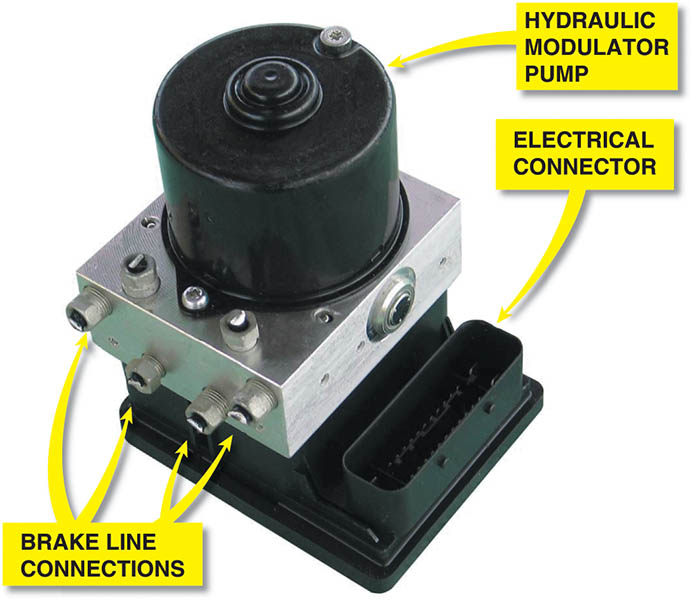 HYDRAULIC
MODULATOR
PUMP
ELECTRICAL
CONNECTOR
BRAKE LINE
CONNECTIONS